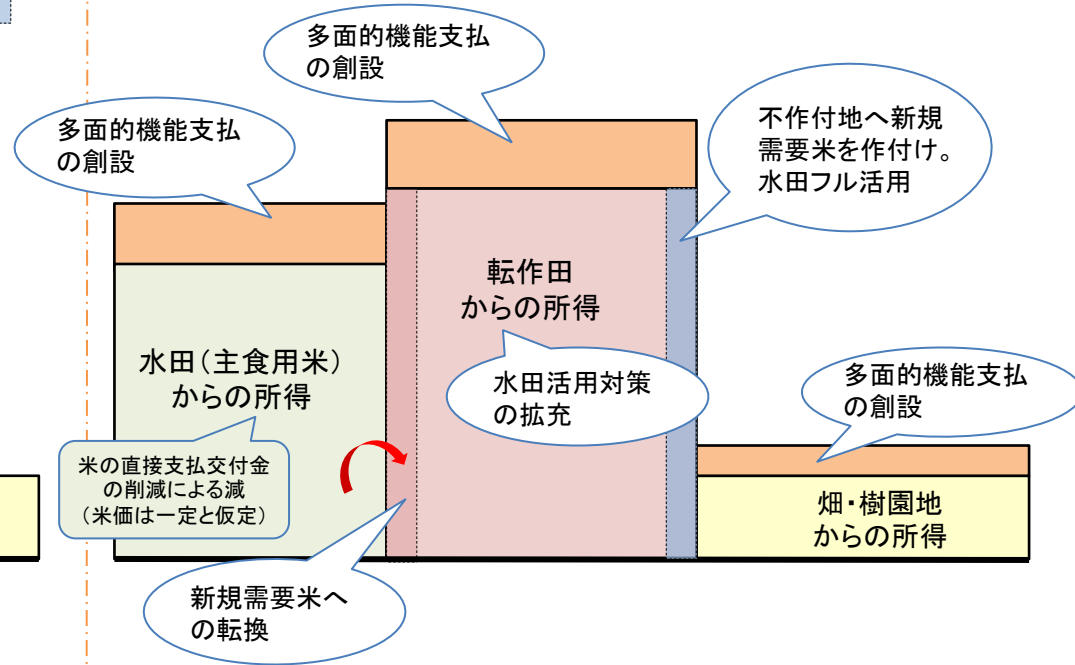 多面的機能支払
の創設
多面的機能支払
の創設
不作付地へ新規
需要米を作付け。
水田フル活用
転作田
からの所得
水田（主食用米）
からの所得
水田活用対策
の拡充
多面的機能支払
の創設
米の直接支払交付金
の削減による減
（米価は一定と仮定）
畑・樹園地
からの所得
新規需要米へ
の転換